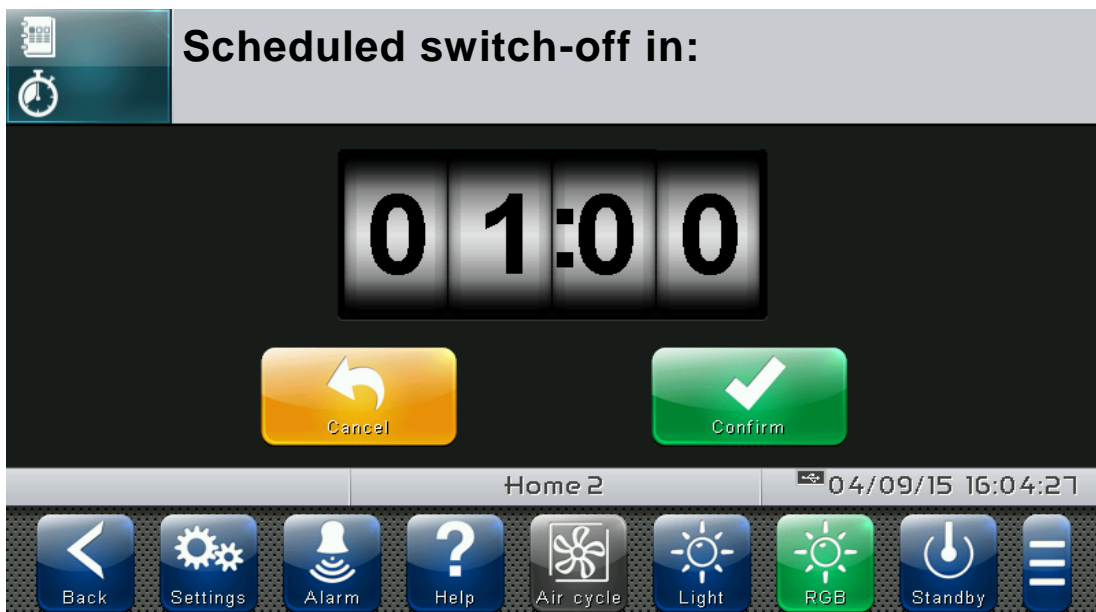 Scheduled switch-off in:
01:00
Cancel Confirm
Home 2 04/09/15 16:04:27
Back Settings Alarm ? Help Air cycle Light RGB Standby